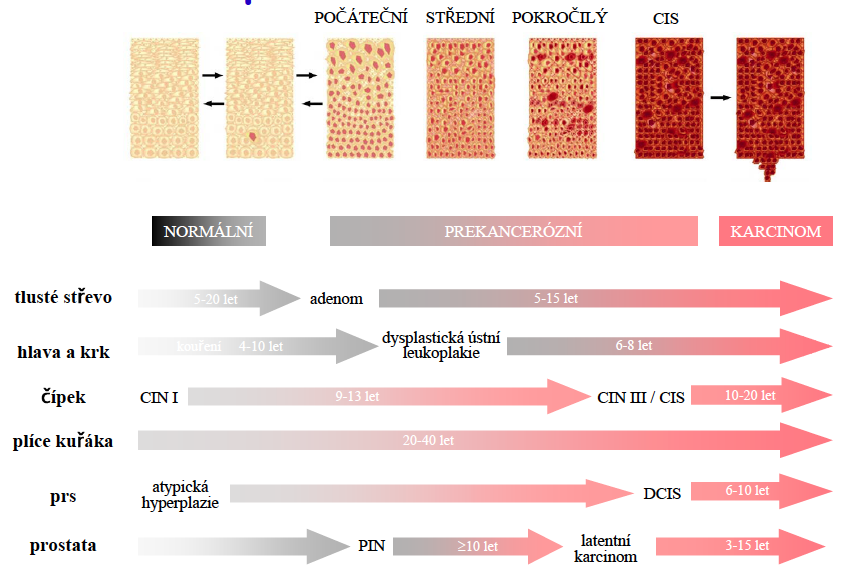 POČÁTEČNÍ STŘEDNÍ POKROČILÝ CIS
NORMÁLNÍ PREKANCERÓZNÍ KARCINOM
tlusté střevo 5-20 let adenom 5-15 let
hlava a krk kouření 4-10 let dysplastická ústní leukoplakie 6-8 let
čípek CIN I 9-13 let CIN III / CIS 10-20 let
plíce kuřáka 20-40 let
prs atypická hyperplazie DCIS 6-10 let
prostata PIN ≥10 let latentní karcinom 3-15 let